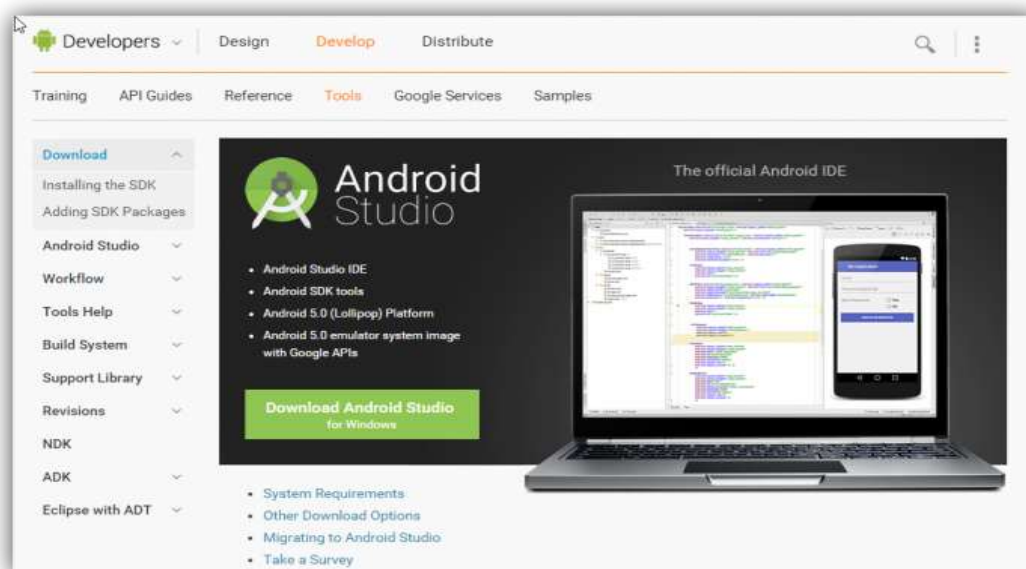 Developers
Design
Develop
Distribute
Training
API Guides
Reference
Tools
Google Services
Samples
Download
Installing the SDK
Adding SDK Packages
Android Studio
Workflow
Tools Help
Build System
Support Library
Revisions
NDK
ADK
Eclipse with ADT
Android
Studio
• Android Studio IDE
• Android SDK tools
• Android 5.0 (Lollipop) Platform
• Android 5.0 emulator system image
with Google APIs
Download Android Studio
for Windows
The official Android IDE
• System Requirements
• Other Download Options
• Migrating to Android Studio
• Take a Survey